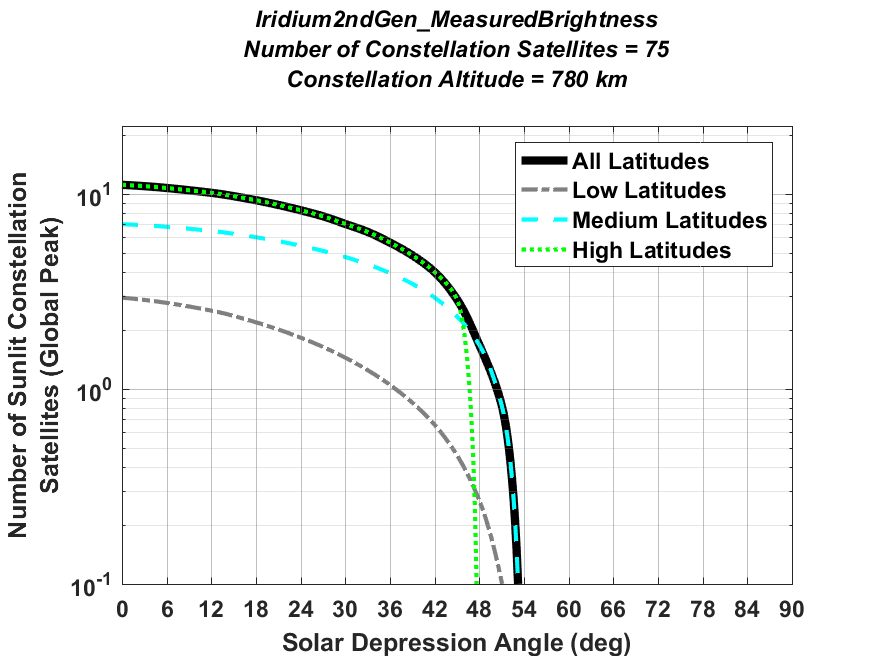 Iridium2ndGen_MeasuredBrightness
Number of Constellation Satellites = 75
Constellation Altitude = 780 km
Number of Sunlit Constellation
Satellites (Global Peak)
10^1
10^0
10^-1
All Latitudes
Low Latitudes
Medium Latitudes
High Latitudes
0 6 12 18 24 30 36 42 48 54 60 66 72 78 84 90
Solar Depression Angle (deg)